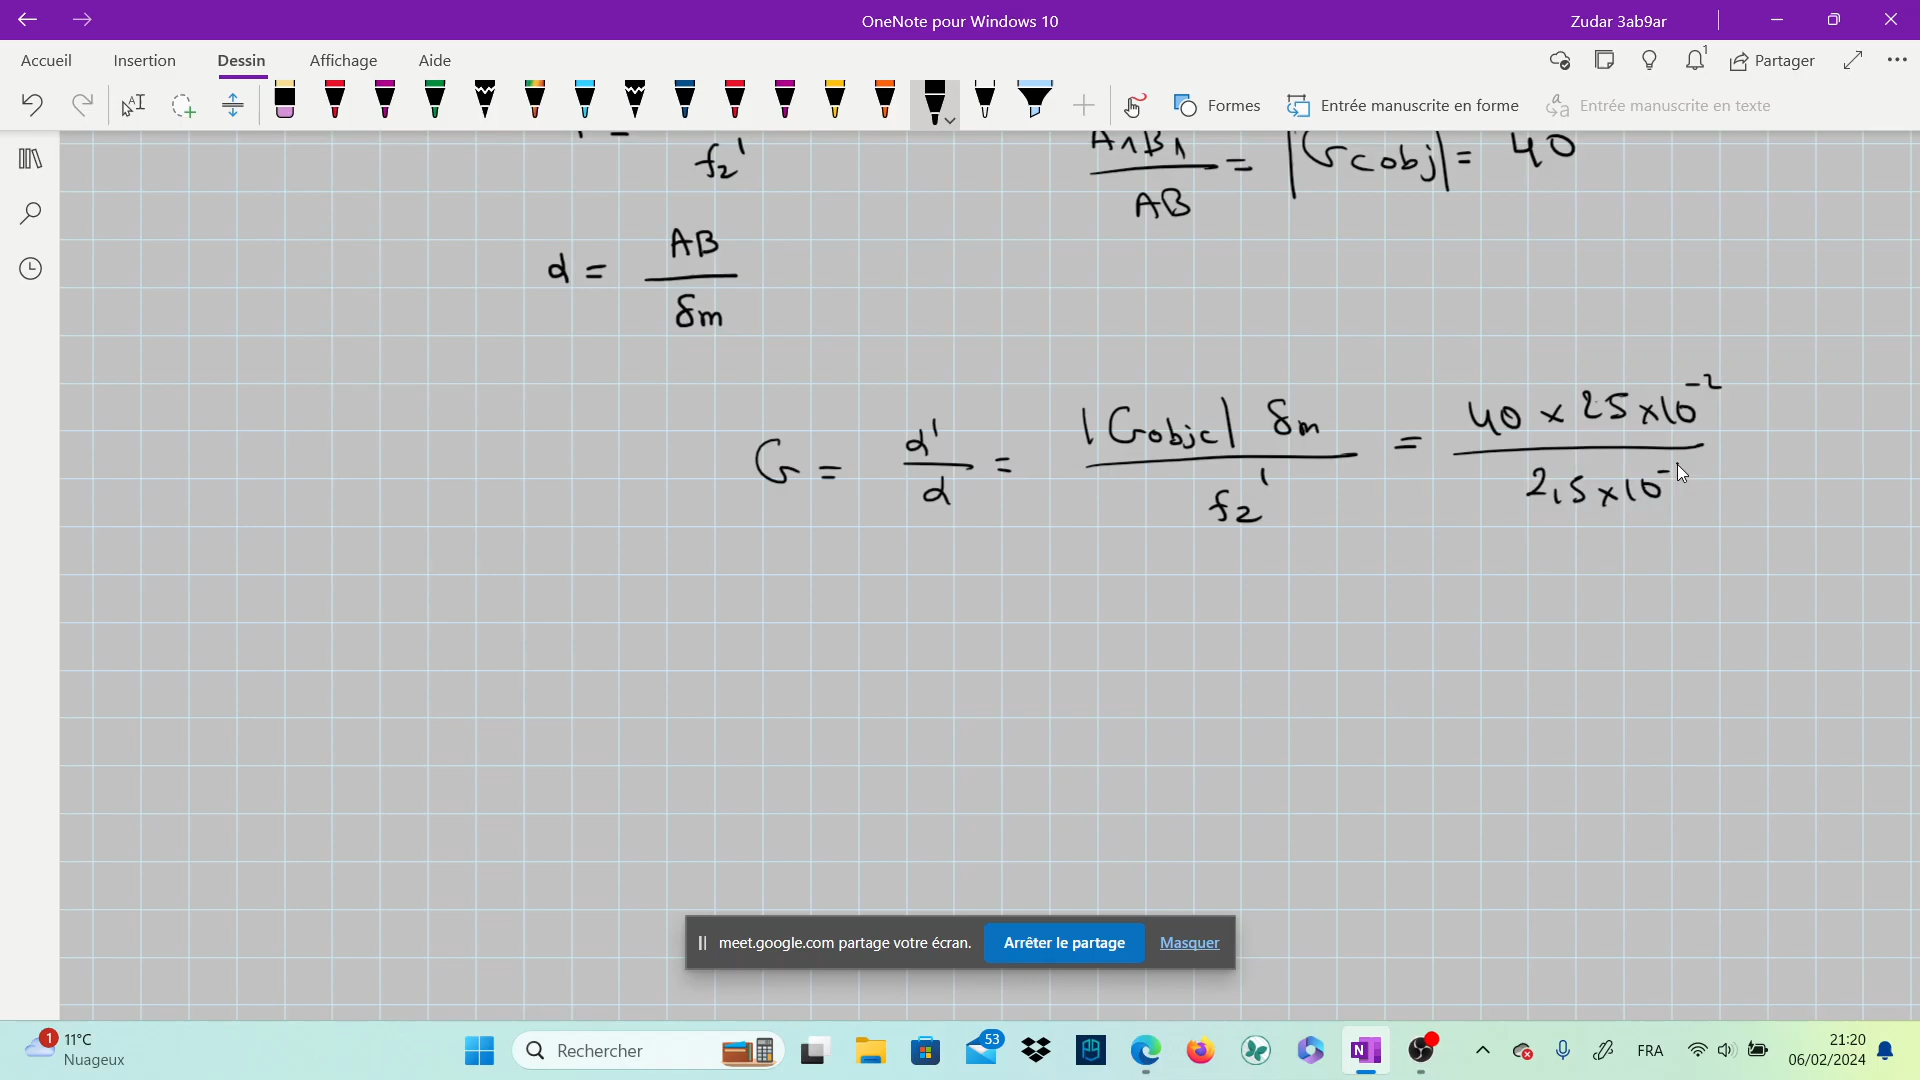 OneNote pour Windows 10
Zudar 3ab9ar
Accueil Insertion Dessin Affichage Aide
1
Partager
Formes
Entrée manuscrite en forme
Entrée manuscrite en texte
f₂'
A₁B₁ / AB = |Gcobj| = 40
α = AB / δm
G = α' / α = |Gobjc| δm / f₂' = 40 × 25×10⁻² / 2,5×10⁻
meet.google.com partage votre écran.
Arrêter le partage
Masquer
1
11°C
Nuageux
Rechercher
53
FRA
21:20
06/02/2024